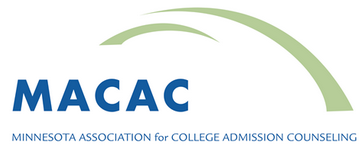 MACAC
MINNESOTA ASSOCIATION for COLLEGE ADMISSION COUNSELING